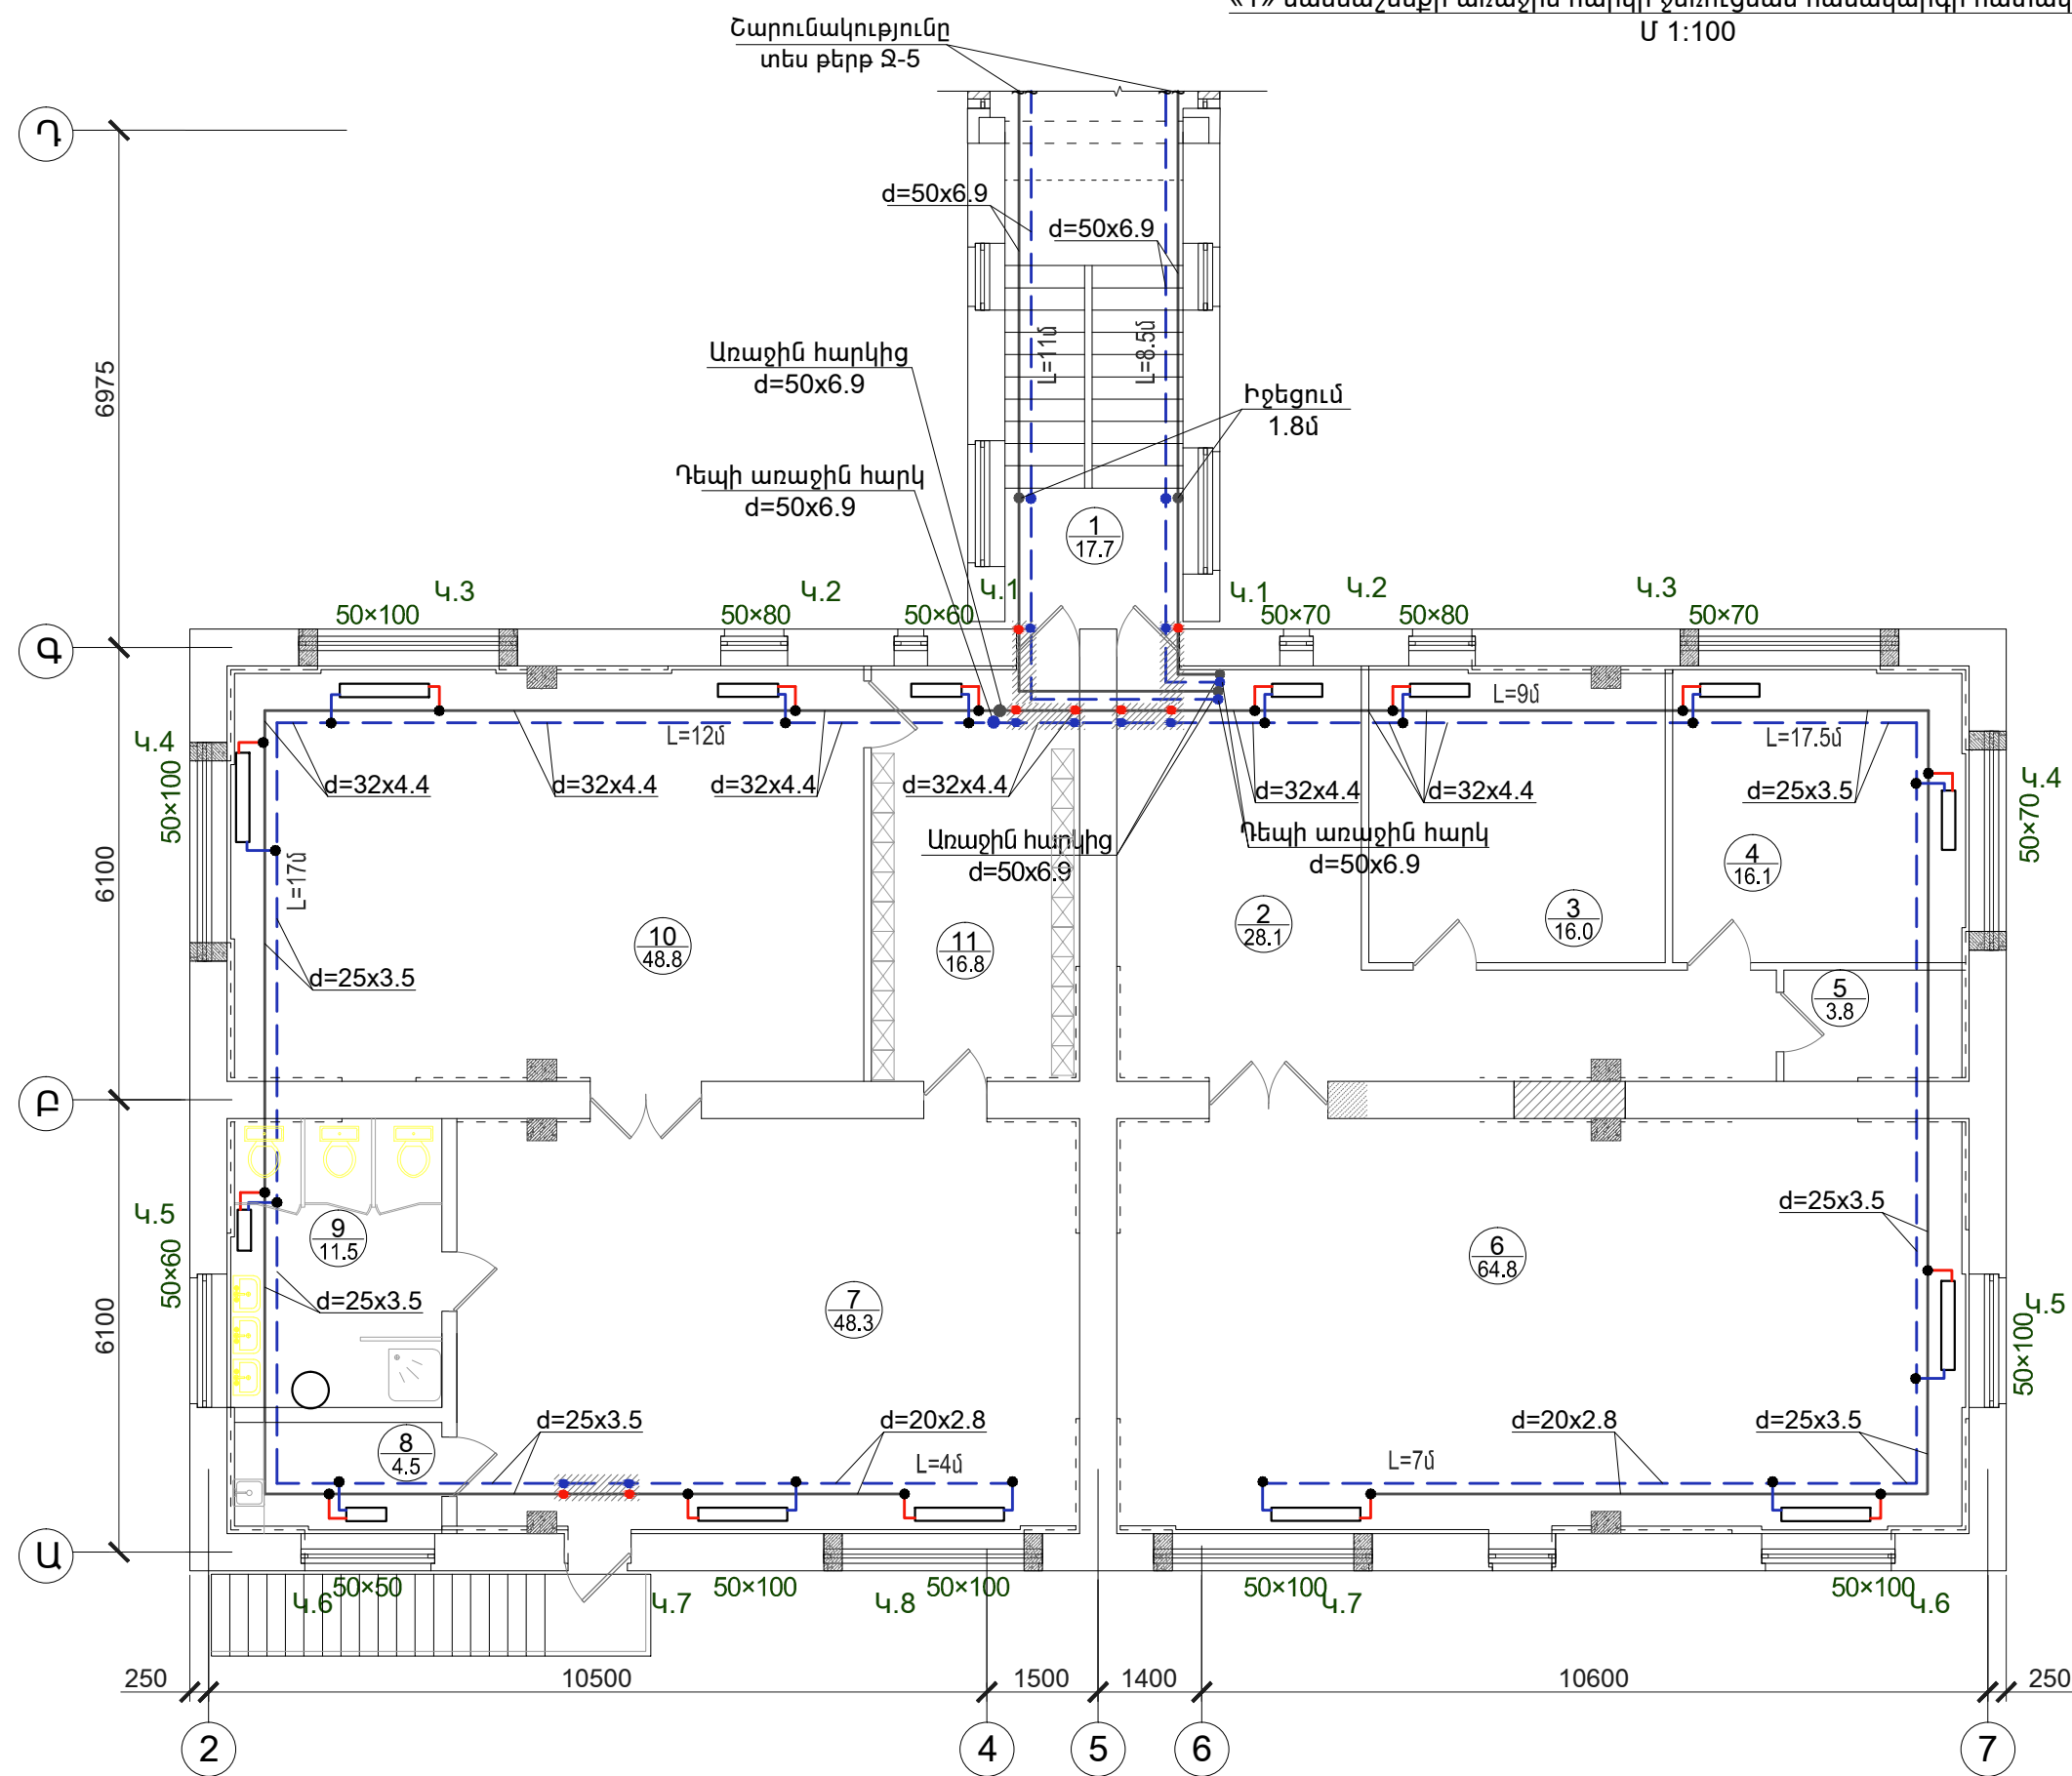 Մ 1:100
Շարունակությունը
տես թերթ Ջ-5
Դ
d=50x6.9
d=50x6.9
L=11մ
L=8.5մ
Առաջին հարկից
d=50x6.9
Իջեցում
1.8մ
6975
Դեպի առաջին հարկ
d=50x6.9
1
17.7
Կ.3
Կ.2
Կ.1
Կ.1
Կ.2
Կ.3
50×100
50×80
50×60
50×70
50×80
50×70
Գ
L=9մ
L=12մ
L=17.5մ
Կ.4
50×100
d=32x4.4
d=32x4.4
d=32x4.4
d=32x4.4
d=32x4.4
d=32x4.4
d=25x3.5
Կ.4
50×70
Առաջին հարկից
d=50x6.9
Դեպի առաջին հարկ
d=50x6.9
L=17մ
6100
4
16.1
3
16.0
2
28.1
10
48.8
11
16.8
d=25x3.5
5
3.8
Բ
d=25x3.5
Կ.5
50×60
9
11.5
6
64.8
d=25x3.5
7
48.3
Կ.5
50×100
6100
d=25x3.5
d=20x2.8
d=20x2.8
d=25x3.5
8
4.5
L=4մ
L=7մ
Ա
50×50
50×100
50×100
50×100
50×100
Կ.6
Կ.7
Կ.8
Կ.7
Կ.6
250
10500
1500
1400
10600
250
2
4
5
6
7